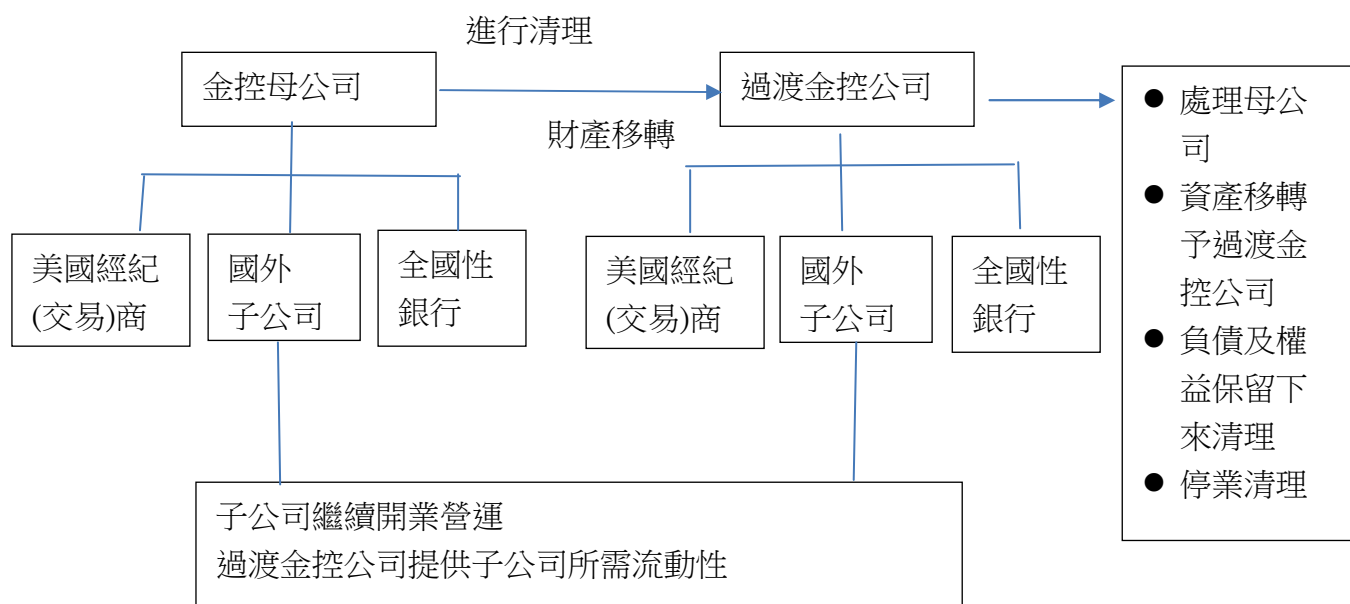 進行清理
金控母公司
過渡金控公司
財產移轉
美國經紀
(交易)商
國外
子公司
全國性
銀行
美國經紀
(交易)商
國外
子公司
全國性
銀行
● 處理母公
司
● 資產移轉
予過渡金
控公司
● 負債及權
益保留下
來清理
● 停業清理
子公司繼續開業營運
過渡金控公司提供子公司所需流動性